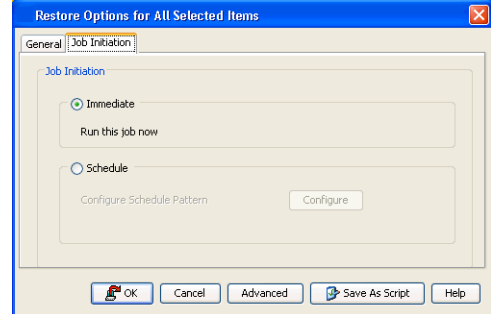 Restore Options for All Selected Items
General Job Initiation
Job Initiation
Immediate
Run this job now
Schedule
Configure Schedule Pattern Configure
OK Cancel Advanced Save As Script Help